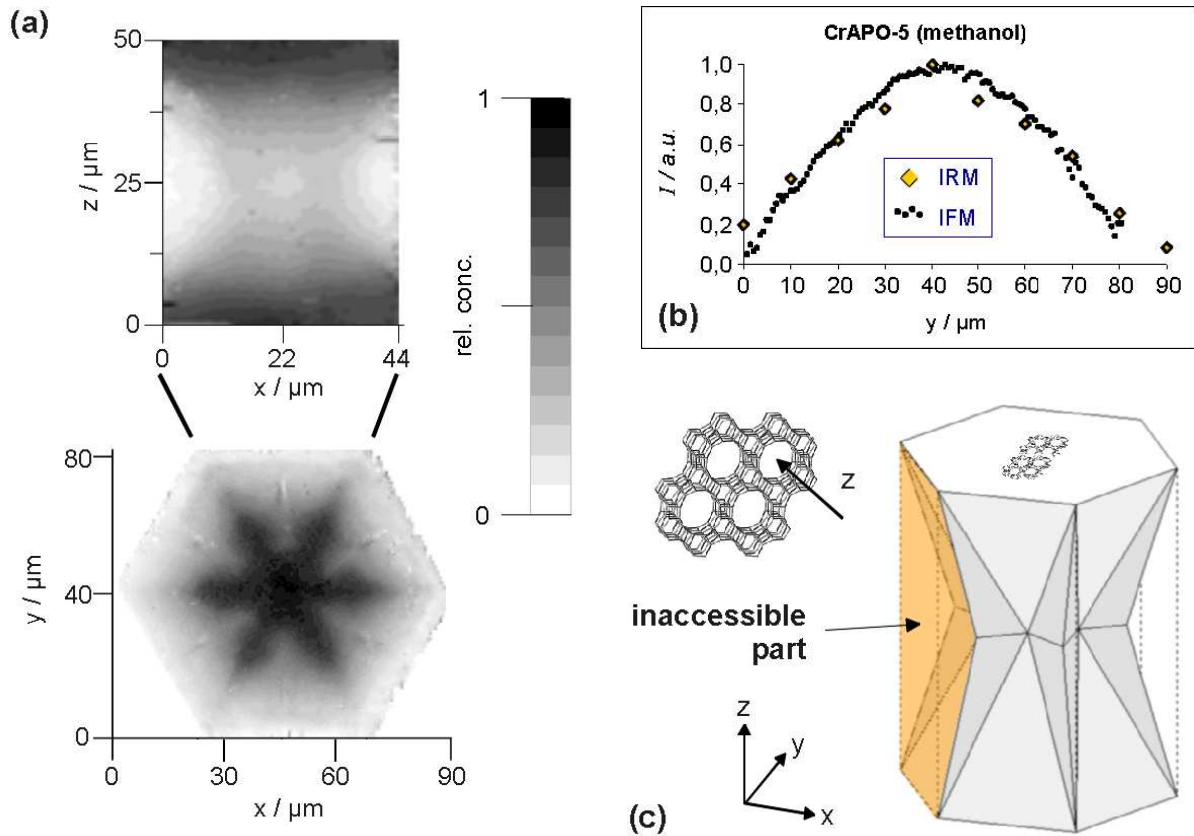 (a)
50
25
0
z / µm
0 22 44
x / µm
1
0
rel. conc.
80
40
0
y / µm
0 30 60 90
x / µm
CrAPO-5 (methanol)
1,0
0,8
0,6
0,4
0,2
0,0
I / a.u.
IRM
IFM
0 10 20 30 40 50 60 70 80 90
y / µm
(b)
z
inaccessible
part
z
y
x
(c)